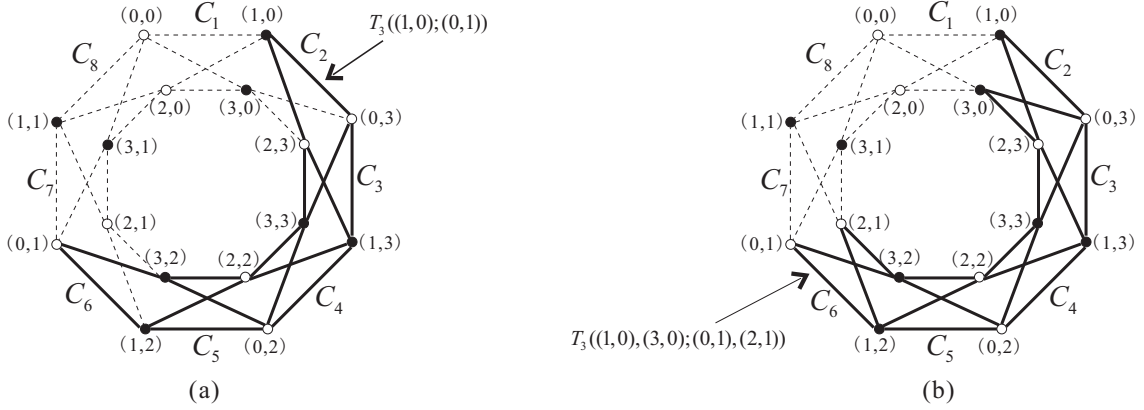 (0,0) C₁ (1,0)
T₃((1,0);(0,1))
C₈ C₂
(2,0) (3,0)
(1,1) (0,3)
(3,1) (2,3)
C₇ C₃
(2,1) (3,3)
(0,1) (3,2) (2,2) (1,3)
C₆ C₄
(1,2) C₅ (0,2)
(a)
(0,0) C₁ (1,0)
C₈ C₂
(2,0) (3,0)
(1,1) (0,3)
(3,1) (2,3)
C₇ C₃
(2,1) (3,3)
(0,1) (3,2) (2,2) (1,3)
C₆ C₄
T₃((1,0),(3,0);(0,1),(2,1))
(1,2) C₅ (0,2)
(b)